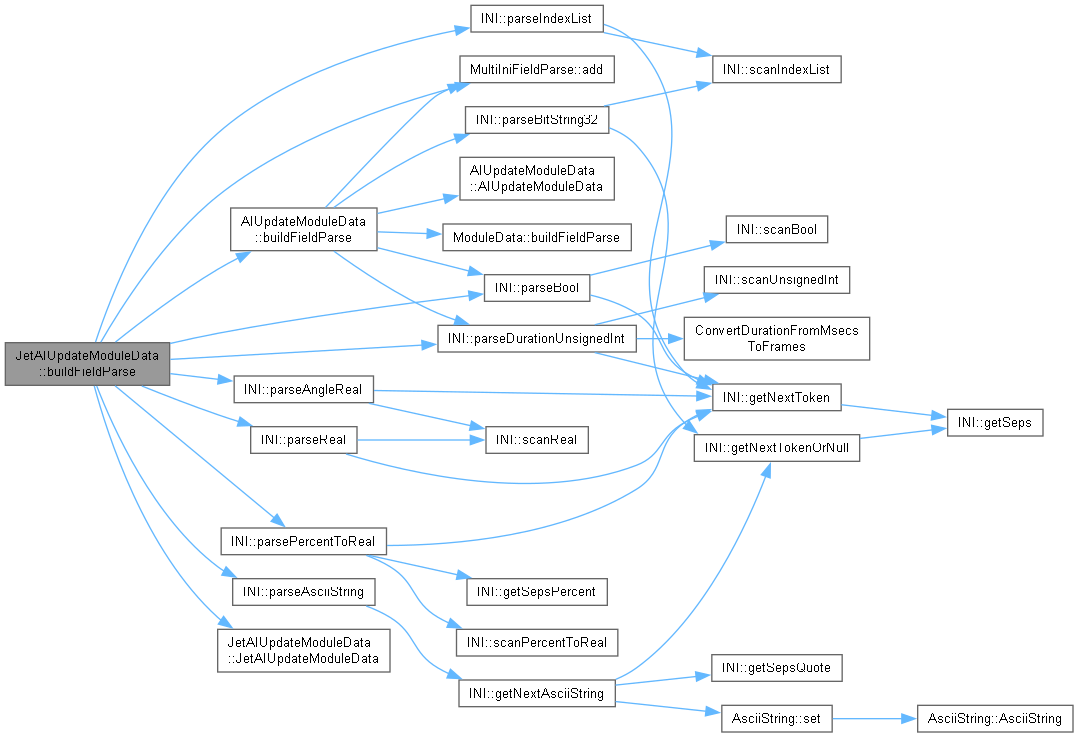 JetAIUpdateModuleData
::buildFieldParse
INI::parseIndexList
MultiIniFieldParse::add
INI::parseBitString32
AIUpdateModuleData
::AIUpdateModuleData
AIUpdateModuleData
::buildFieldParse
ModuleData::buildFieldParse
INI::parseBool
INI::parseDurationUnsignedInt
INI::parseAngleReal
INI::parseReal
INI::scanReal
INI::parsePercentToReal
INI::parseAsciiString
JetAIUpdateModuleData
::JetAIUpdateModuleData
INI::getSepsPercent
INI::scanPercentToReal
INI::getNextAsciiString
INI::scanIndexList
INI::scanBool
INI::scanUnsignedInt
ConvertDurationFromMsecs
ToFrames
INI::getNextToken
INI::getNextTokenOrNull
INI::getSeps
INI::getSepsQuote
AsciiString::set
AsciiString::AsciiString